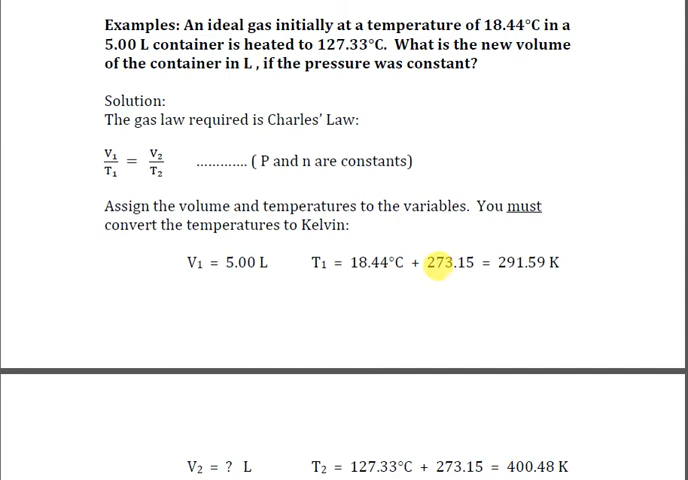 Examples: An ideal gas initially at a temperature of 18.44°C in a
5.00 L container is heated to 127.33°C.  What is the new volume
of the container in L , if the pressure was constant?
Solution:
The gas law required is Charles' Law:
V₁/T₁ = V₂/T₂ ............. ( P and n are constants)
Assign the volume and temperatures to the variables.  You must
convert the temperatures to Kelvin:
V₁ = 5.00 L T₁ = 18.44°C + 273.15 = 291.59 K
V₂ = ? L T₂ = 127.33°C + 273.15 = 400.48 K